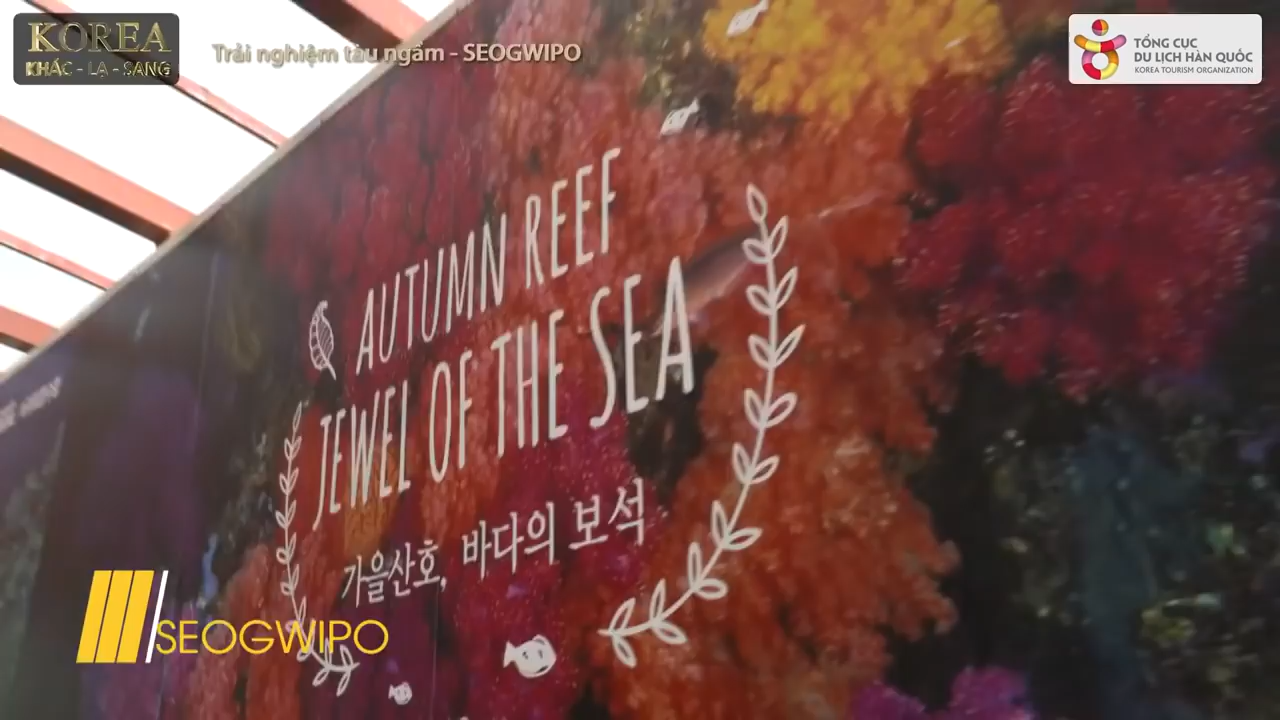 KOREA
KHÁC - LẠ - SANG
Trải nghiệm tàu ngầm - SEOGWIPO
TỔNG CỤC
DU LỊCH HÀN QUỐC
KOREA TOURISM ORGANIZATION
AUTUMN REEF
JEWEL OF THE SEA
가을산호, 바다의 보석
SEOGWIPO